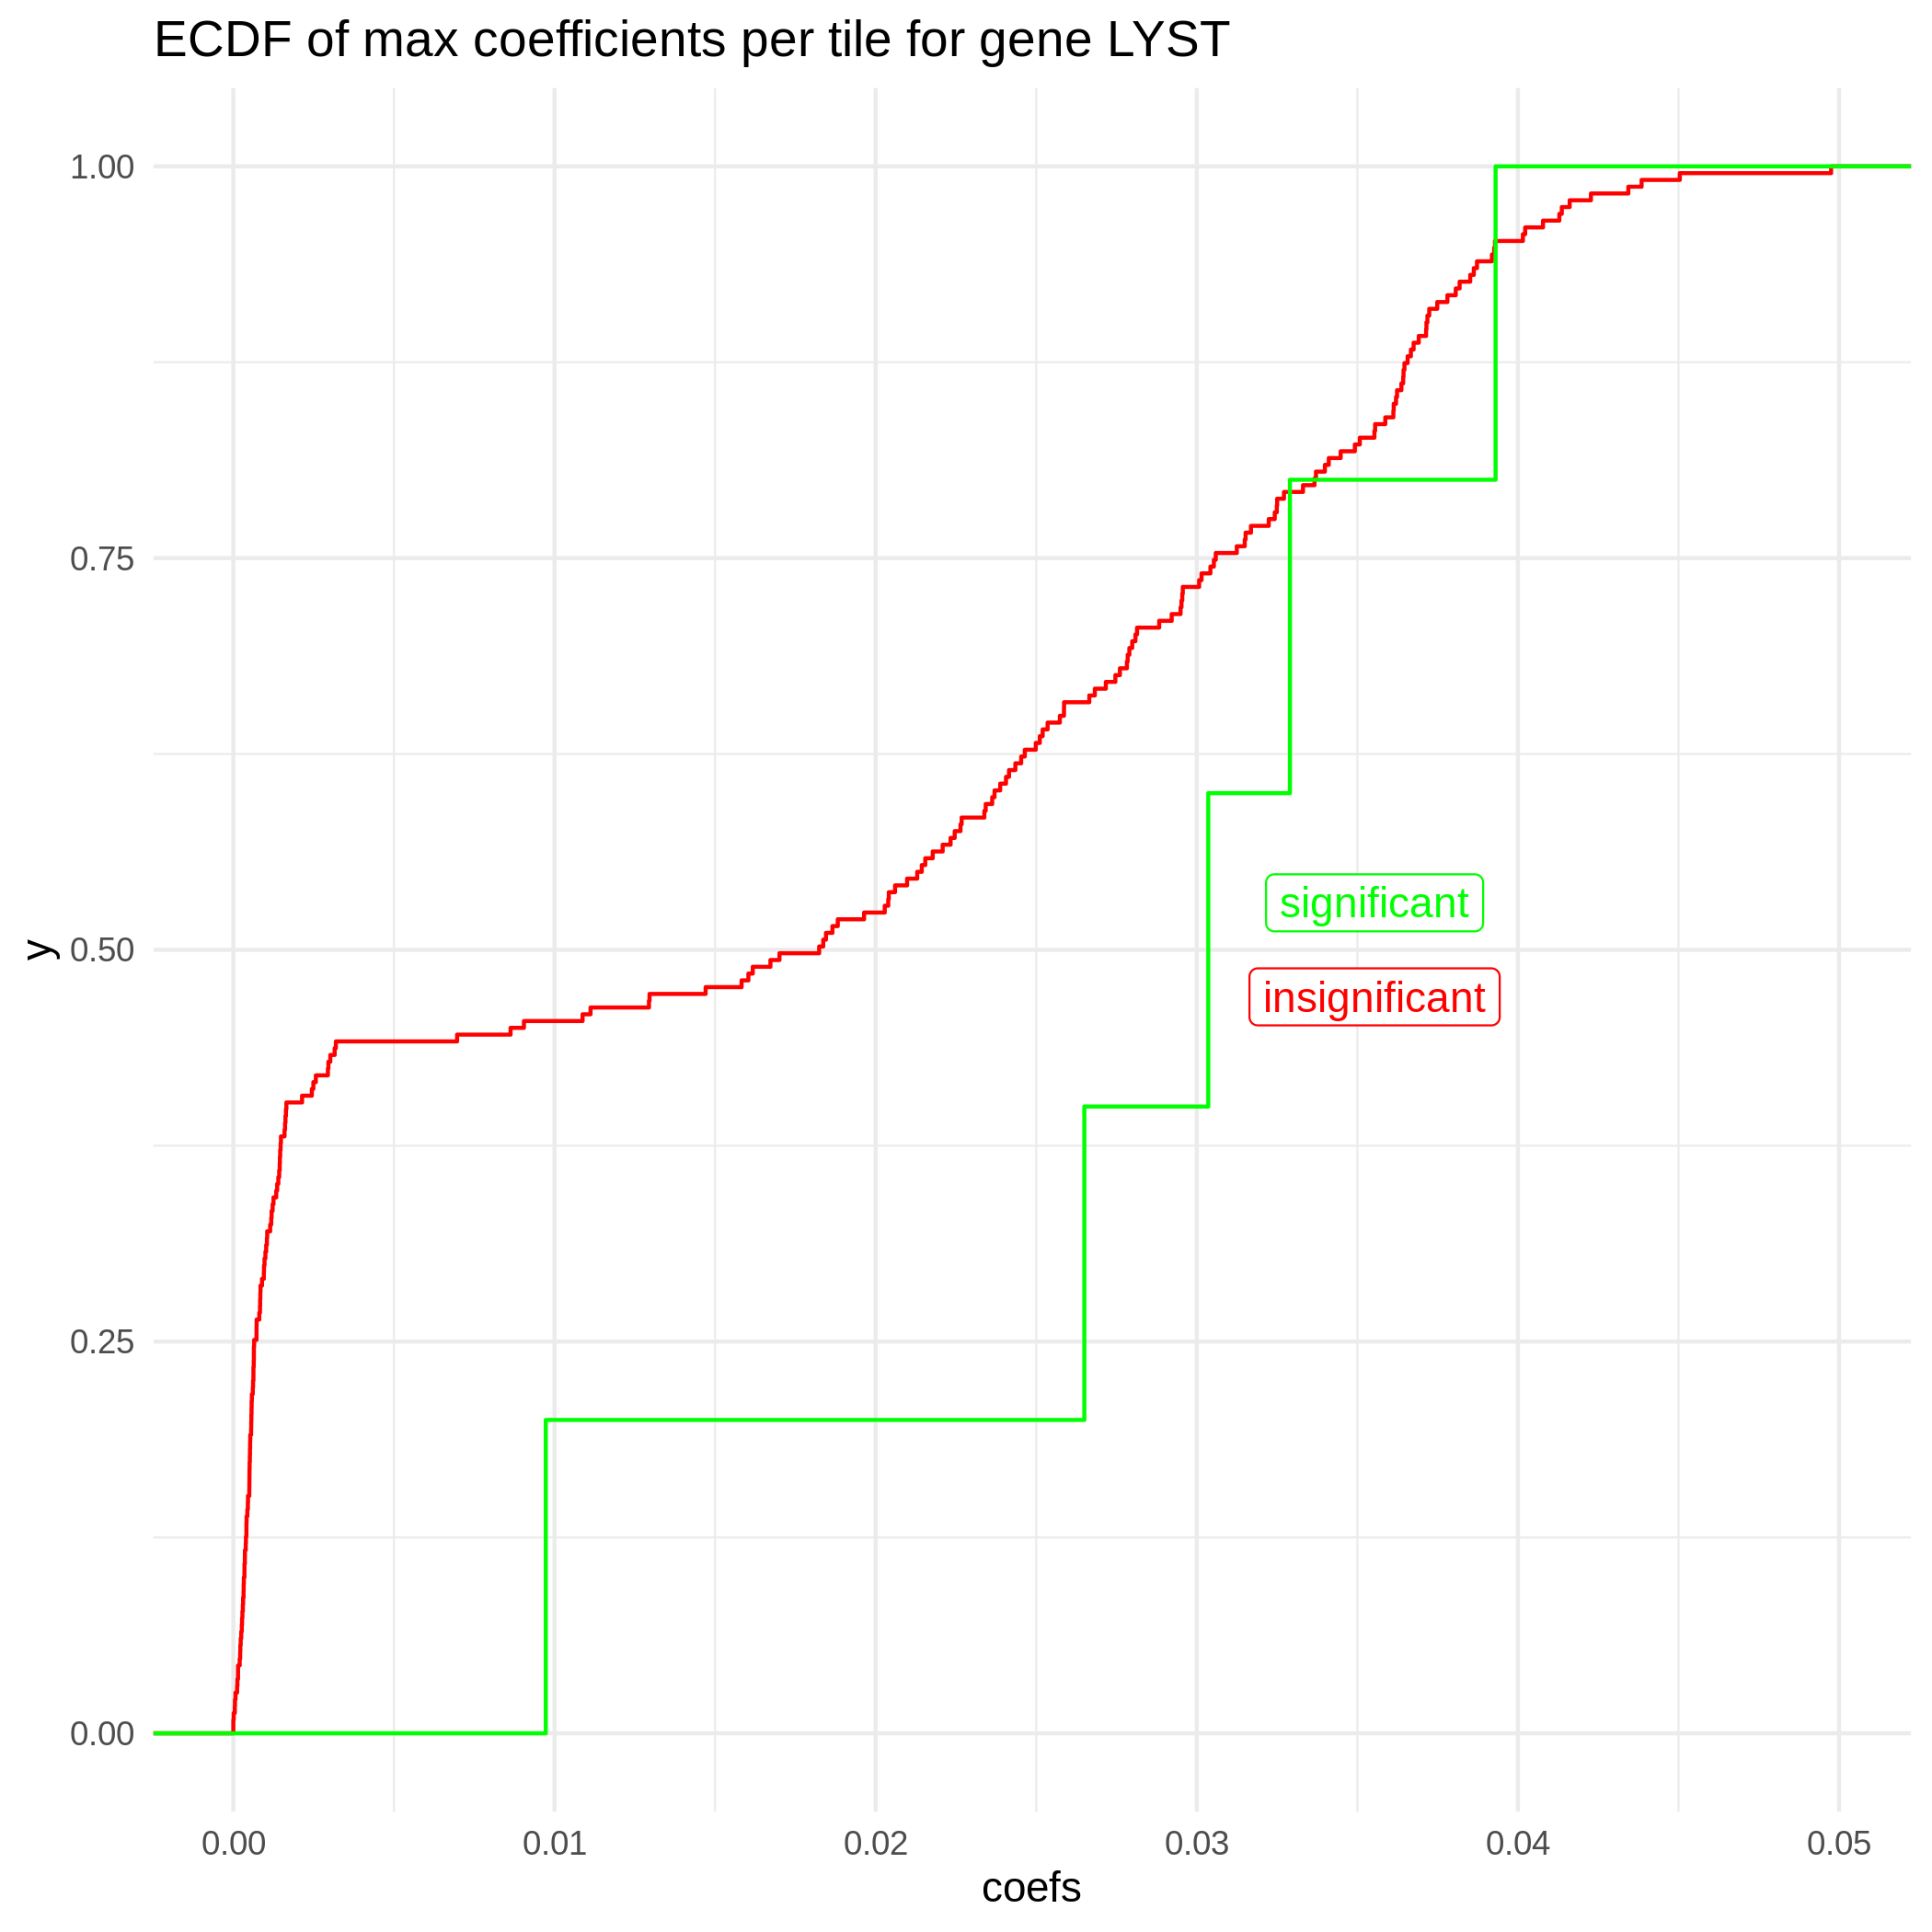 ECDF of max coefficients per tile for gene LYST
1.00
0.75
0.50
0.25
0.00
y
significant
insignificant
0.00 0.01 0.02 0.03 0.04 0.05
coefs